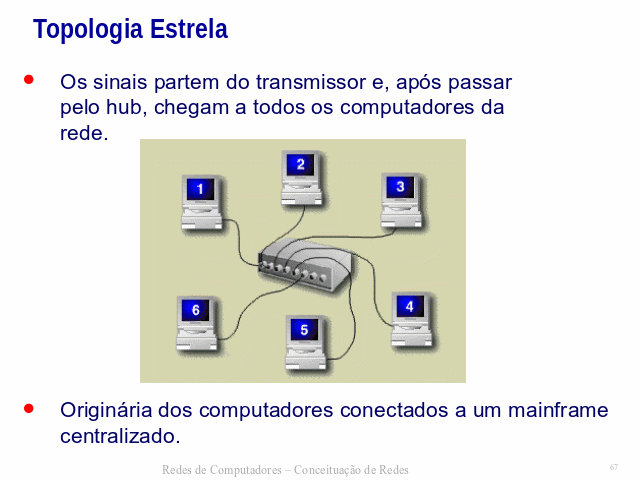 Topologia Estrela
Os sinais partem do transmissor e, após passar
pelo hub, chegam a todos os computadores da
rede.
1
2
3
6
5
4
Originária dos computadores conectados a um mainframe
centralizado.
Redes de Computadores – Conceituação de Redes
67